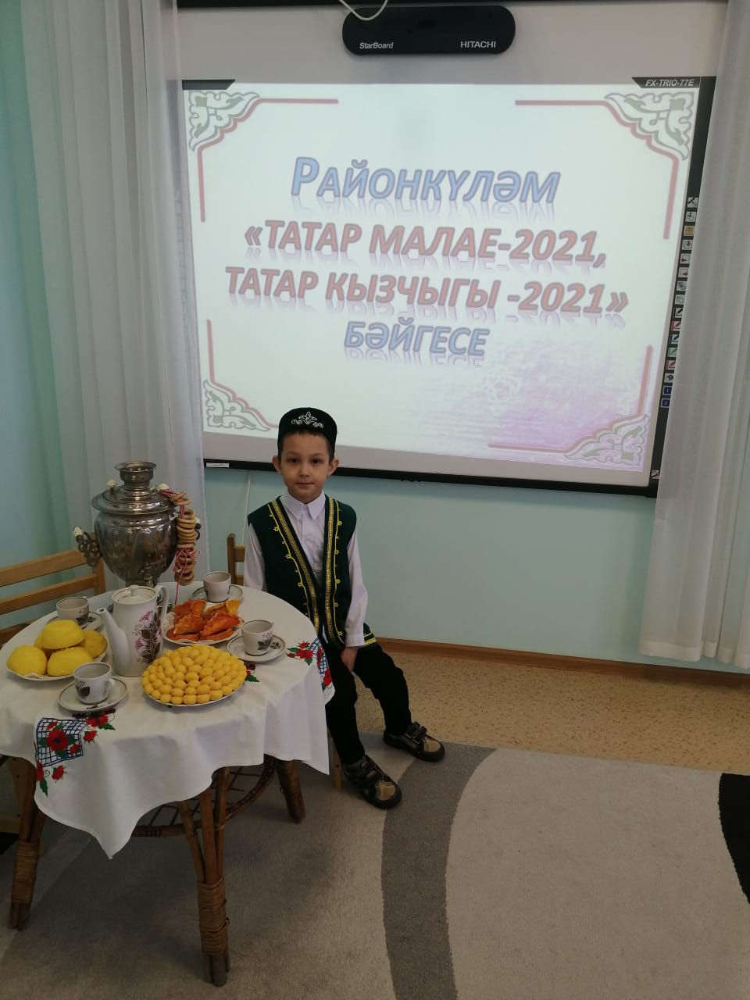 StarBoard HITACHI
FX-TRIO-77E
РАЙОНКҮЛӘМ
«ТАТАР МАЛАЕ-2021,
ТАТАР КЫЗЧЫГЫ -2021»
БӘЙГЕСЕ